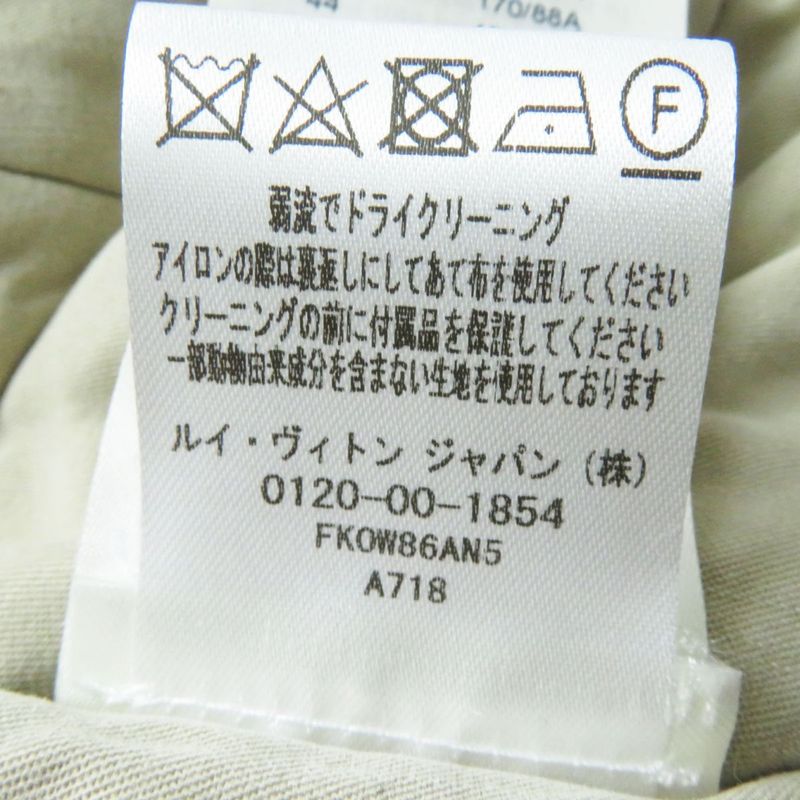 44 170/88A
F
弱流でドライクリーニング
アイロンの際は裏返しにしてあて布を使用してください
クリーニングの前に付属品を保護してください
一部動物由来成分を含まない生地を使用しております
ルイ・ヴィトン ジャパン（株）
0120-00-1854
FKOW86AN5
A718